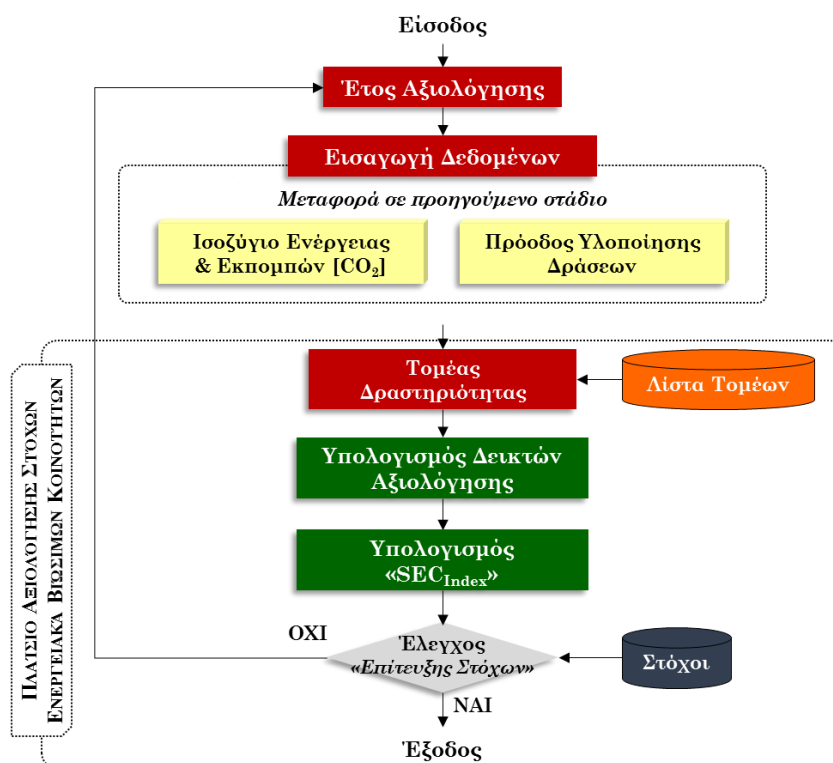 Είσοδος
Έτος Αξιολόγησης
Εισαγωγή Δεδομένων
Μεταφορά σε προηγούμενο στάδιο
Ισοζύγιο Ενέργειας
& Εκπομπών [CO₂]
Πρόοδος Υλοποίησης
Δράσεων
Τομέας
Δραστηριότητας
Λίστα Τομέων
Υπολογισμός Δεικτών
Αξιολόγησης
Υπολογισμός
«SEC_Index»
ΟΧΙ
Έλεγχος
«Επίτευξης Στόχων»
Στόχοι
ΝΑΙ
Έξοδος
ΠΛΑΊΣΙΟ ΑΞΙΟΛΌΓΗΣΗΣ ΣΤΌΧΩΝ
ΕΝΕΡΓΕΙΑΚΆ ΒΙΏΣΙΜΩΝ ΚΟΙΝΟΤΉΤΩΝ